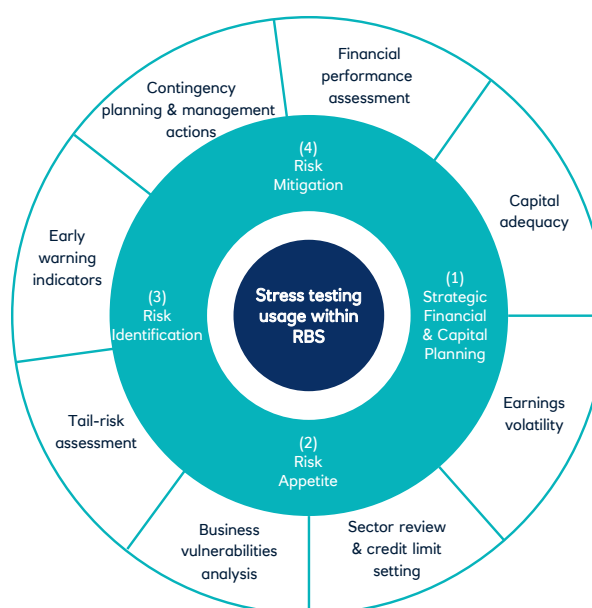 Financial
performance
assessment
Contingency
planning & management
actions
(4)
Risk
Mitigation
Capital
adequacy
Early
warning
indicators
(3)
Risk
Identification
Stress testing
usage within
RBS
(1)
Strategic
Financial
& Capital
Planning
Tail-risk
assessment
Earnings
volatility
(2)
Risk
Appetite
Business
vulnerabilities
analysis
Sector review
& credit limit
setting